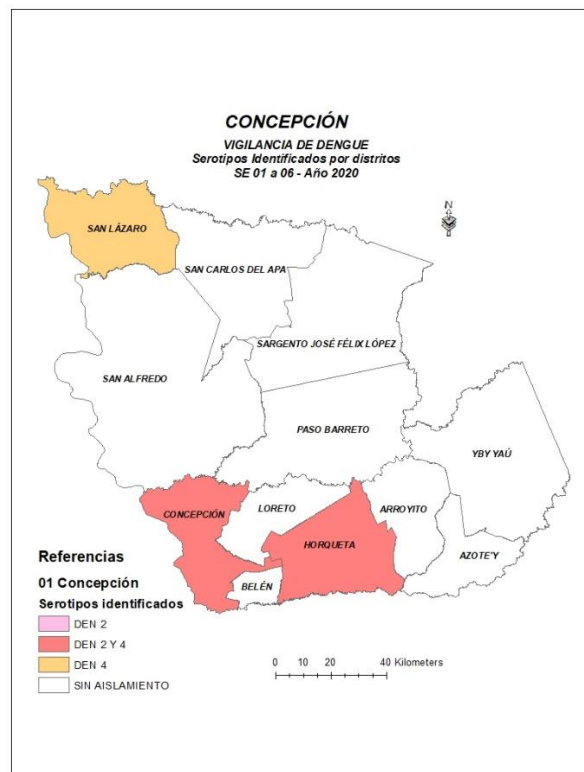 CONCEPCIÓN
VIGILANCIA DE DENGUE
Serotipos Identificados por distritos
SE 01 a 06 - Año 2020
N
SAN LÁZARO
SAN CARLOS DEL APA
SARGENTO JOSÉ FÉLIX LÓPEZ
SAN ALFREDO
PASO BARRETO
YBY YAÚ
CONCEPCIÓN
LORETO
ARROYITO
HORQUETA
AZOTE'Y
BELÉN
Referencias
01 Concepción
Serotipos identificados
DEN 2
DEN 2 Y 4
DEN 4
SIN AISLAMIENTO
0 10 20 40 Kilometers